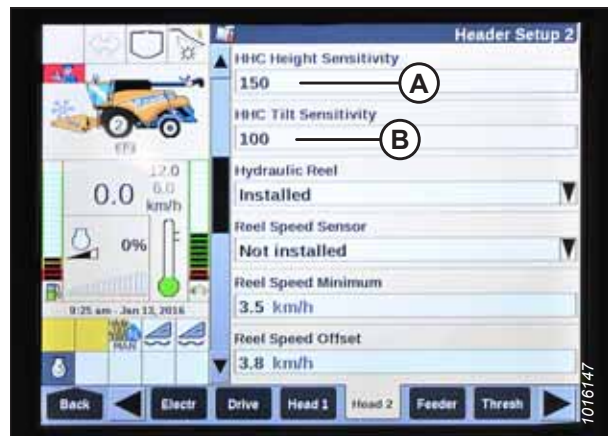 Header Setup 2
HHC Height Sensitivity
150
A
HHC Tilt Sensitivity
100
B
Hydraulic Reel
Installed
Reel Speed Sensor
Not installed
Reel Speed Minimum
3.5 km/h
Reel Speed Offset
3.8 km/h
2
12.0
0.0
6.0
km/h
0%
9:25 am - Jan 13, 2016
MAN
Back
Electr
Drive
Head 1
Head 2
Feeder
Thresh
1016147